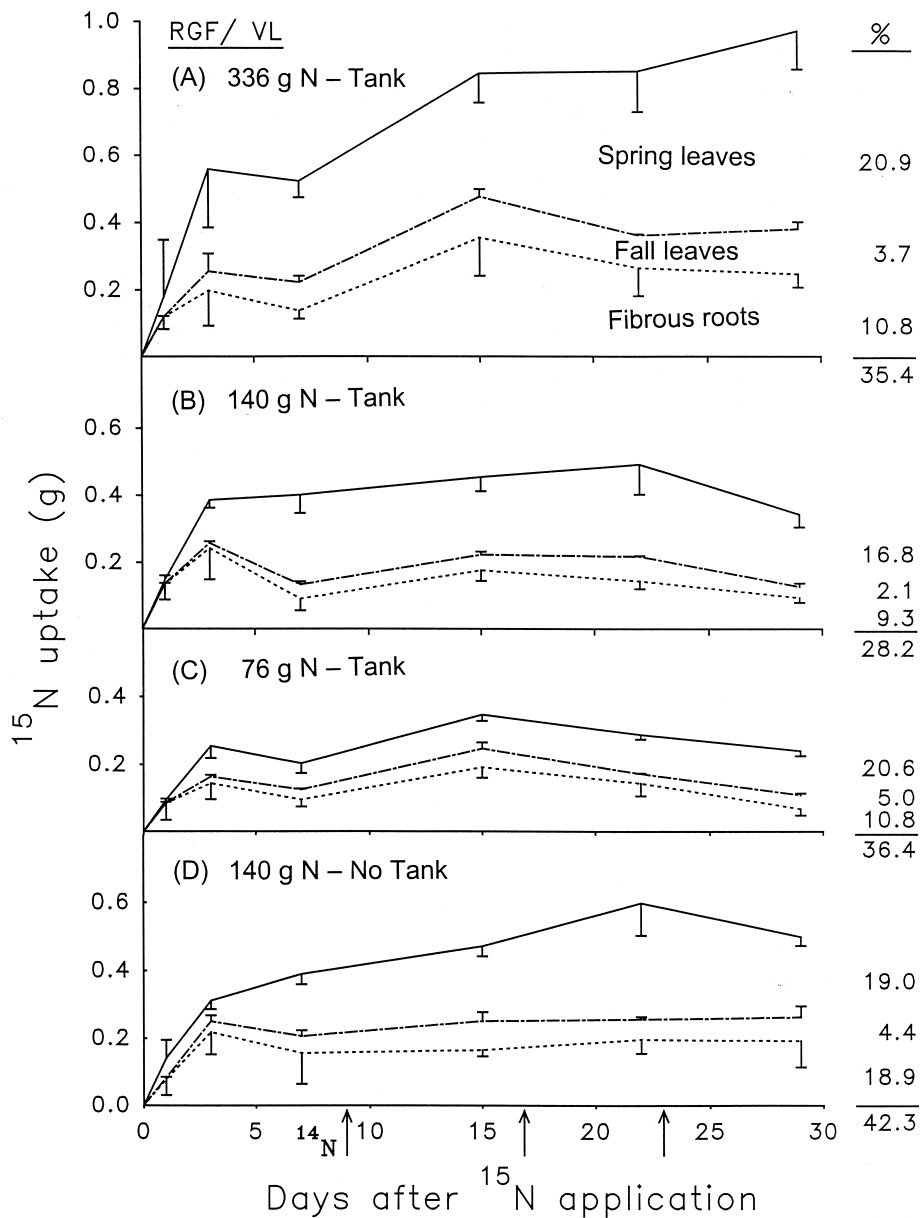 RGF/ VL
%
(A) 336 g N – Tank
1.0
0.8
0.6
0.4
0.2
Spring leaves
Fall leaves
Fibrous roots
20.9
3.7
10.8
35.4
(B) 140 g N – Tank
0.6
0.4
0.2
16.8
2.1
9.3
28.2
(C) 76 g N – Tank
0.4
0.2
20.6
5.0
10.8
36.4
(D) 140 g N – No Tank
0.6
0.4
0.2
0.0
19.0
4.4
18.9
42.3
15N uptake (g)
0 5 10 15 20 25 30
14N
Days after 15N application